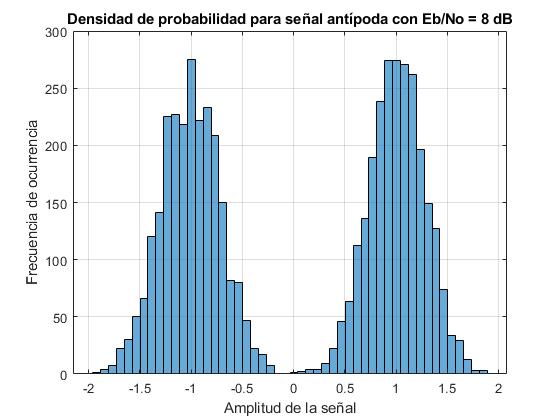 Densidad de probabilidad para señal antípoda con Eb/No = 8 dB
300
250
200
150
100
50
0
Frecuencia de ocurrencia
-2 -1.5 -1 -0.5 0 0.5 1 1.5 2
Amplitud de la señal